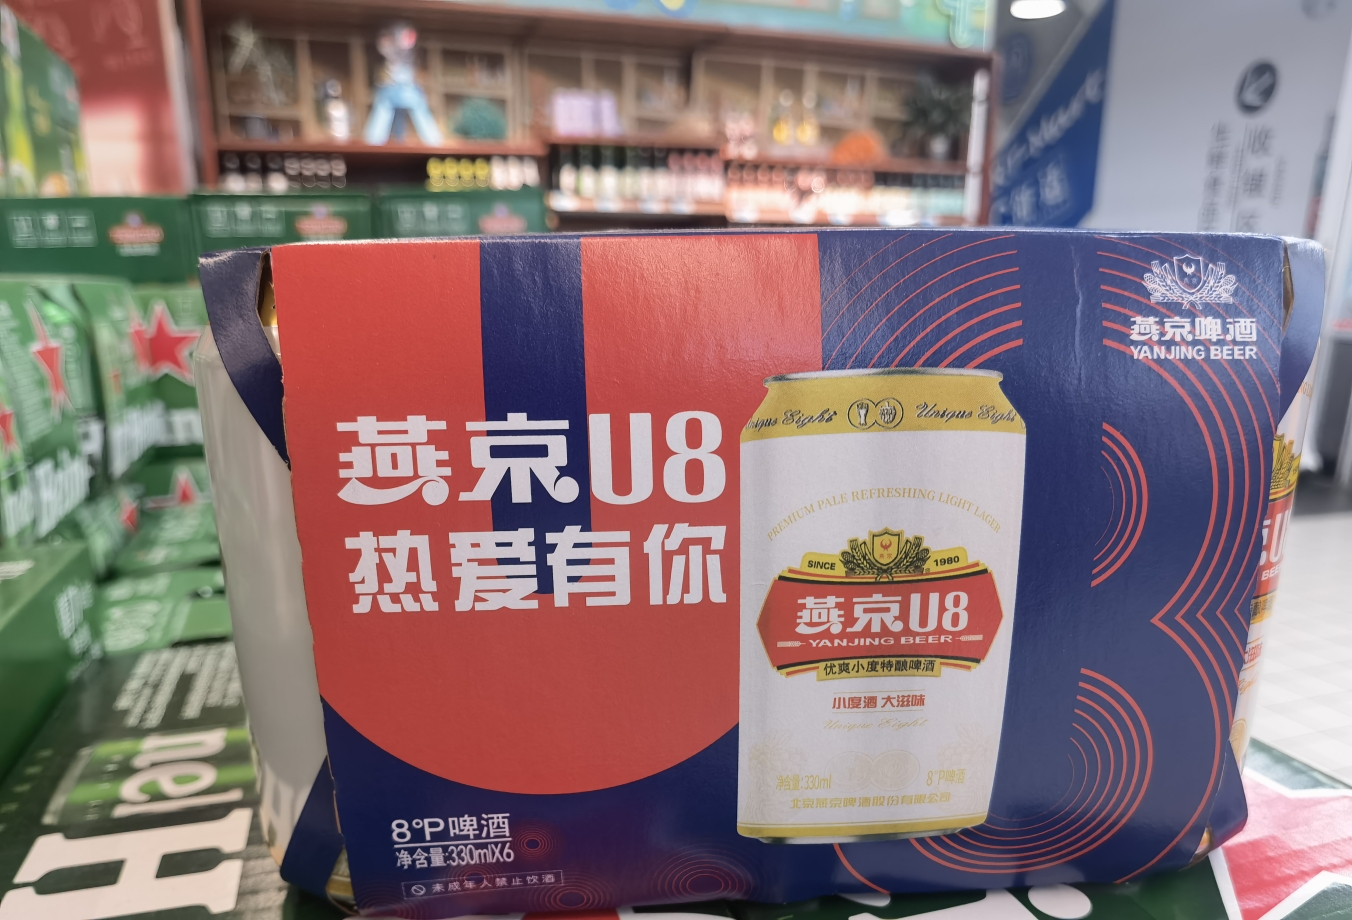 燕京啤酒
YANJING BEER
燕京U8
热爱有你
Unique Eight
PREMIUM PALE REFRESHING LIGHT LAGER
SINCE 1980
燕京U8
YANJING BEER
优爽小度特酿啤酒
小度酒 大滋味
Unique Eight
净含量:330ml 8°P啤酒
北京燕京啤酒股份有限公司
8°P啤酒
净含量:330mlX6
未成年人禁止饮酒